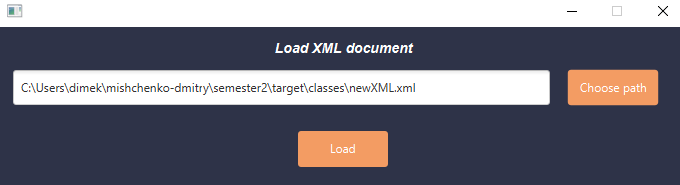 Load XML document
C:\Users\dimek\mishchenko-dmitry\semester2\target\classes\newXML.xml
Choose path
Load